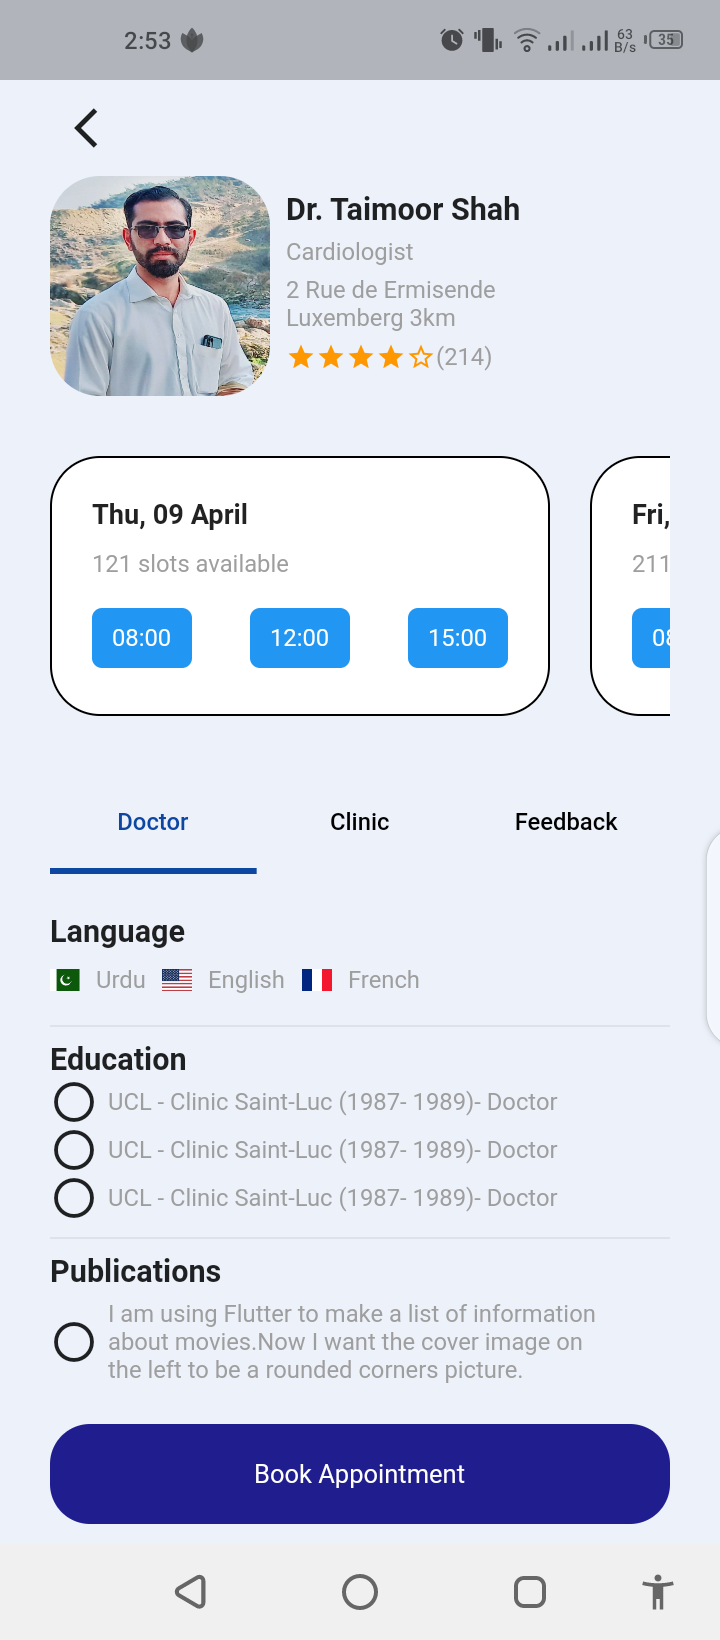 2:53
63
B/s
35
Dr. Taimoor Shah
Cardiologist
2 Rue de Ermisende
Luxemberg 3km
(214)
Thu, 09 April
121 slots available
08:00 12:00 15:00
Fri,
211
08
Doctor Clinic Feedback
Language
Urdu English French
Education
UCL - Clinic Saint-Luc (1987- 1989)- Doctor
UCL - Clinic Saint-Luc (1987- 1989)- Doctor
UCL - Clinic Saint-Luc (1987- 1989)- Doctor
Publications
I am using Flutter to make a list of information
about movies.Now I want the cover image on
the left to be a rounded corners picture.
Book Appointment